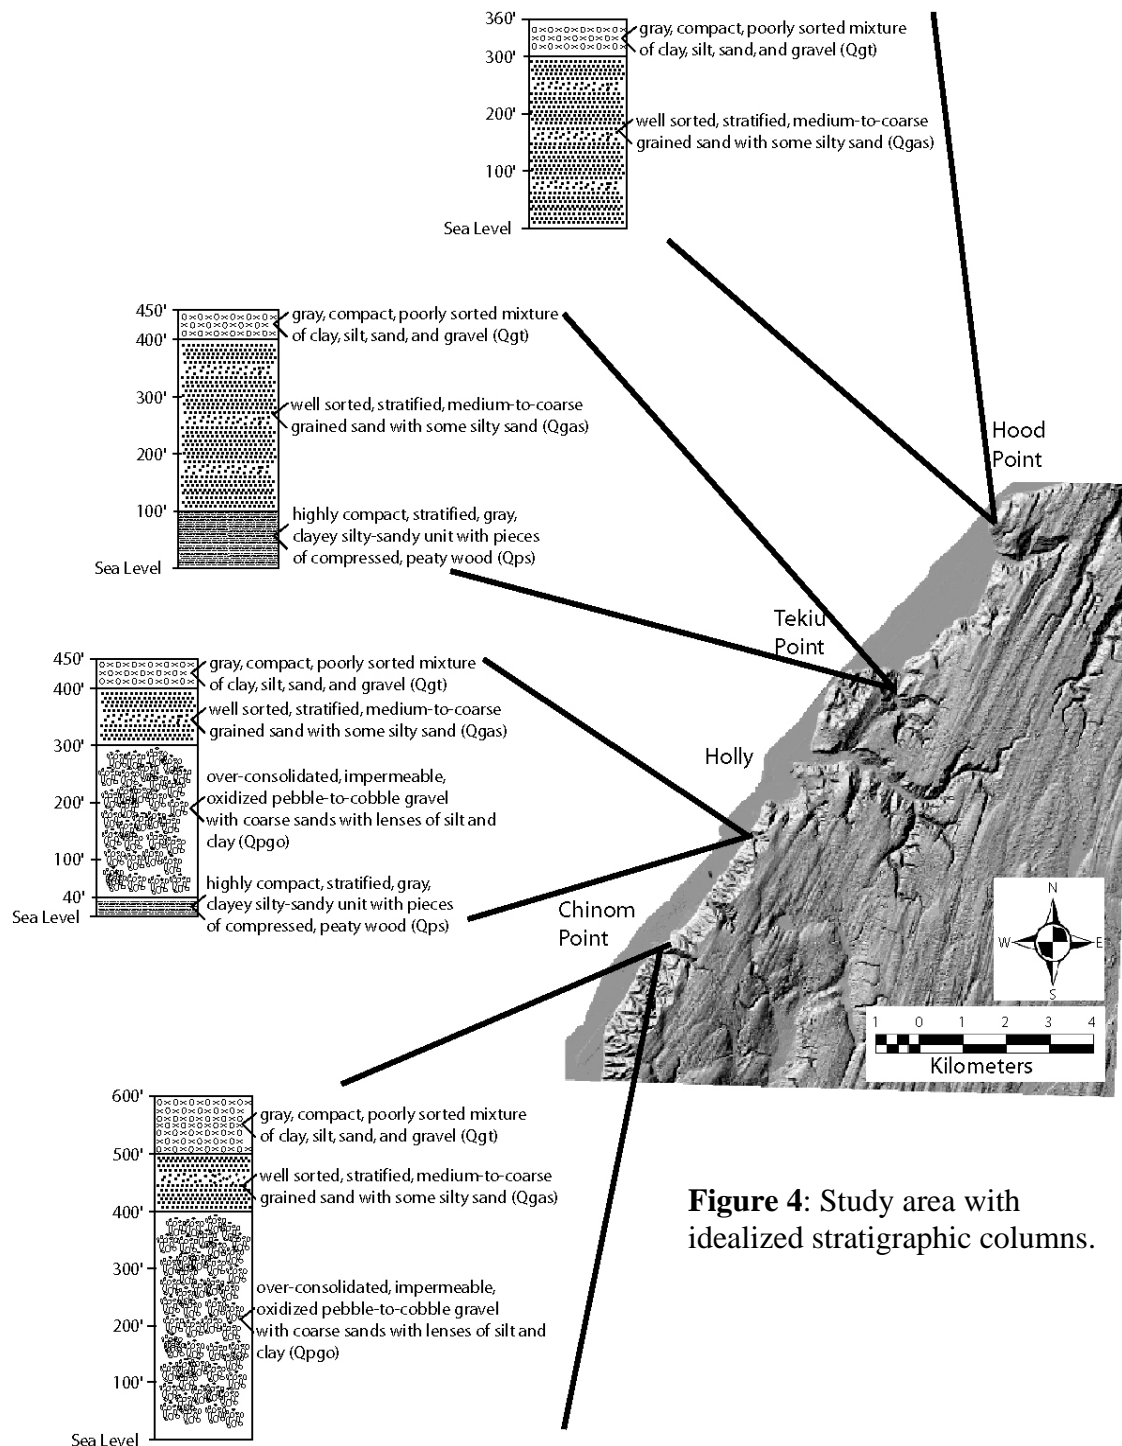 360'
gray, compact, poorly sorted mixture
of clay, silt, sand, and gravel (Qgt)
300'
200'
well sorted, stratified, medium-to-coarse
grained sand with some silty sand (Qgas)
100'
Sea Level
450'
gray, compact, poorly sorted mixture
of clay, silt, sand, and gravel (Qgt)
400'
300'
well sorted, stratified, medium-to-coarse
grained sand with some silty sand (Qgas)
200'
100'
highly compact, stratified, gray,
clayey silty-sandy unit with pieces
of compressed, peaty wood (Qps)
Sea Level
Hood
Point
Tekiu
Point
Holly
Chinom
Point
450'
gray, compact, poorly sorted mixture
of clay, silt, sand, and gravel (Qgt)
400'
well sorted, stratified, medium-to-coarse
grained sand with some silty sand (Qgas)
300'
over-consolidated, impermeable,
oxidized pebble-to-cobble gravel
with coarse sands with lenses of silt and
clay (Qpgo)
200'
100'
40'
highly compact, stratified, gray,
clayey silty-sandy unit with pieces
of compressed, peaty wood (Qps)
Sea Level
N
W E
S
1 0 1 2 3 4
Kilometers
600'
gray, compact, poorly sorted mixture
of clay, silt, sand, and gravel (Qgt)
500'
well sorted, stratified, medium-to-coarse
grained sand with some silty sand (Qgas)
400'
300'
over-consolidated, impermeable,
oxidized pebble-to-cobble gravel
with coarse sands with lenses of silt and
clay (Qpgo)
200'
100'
Sea Level
Figure 4: Study area with
idealized stratigraphic columns.